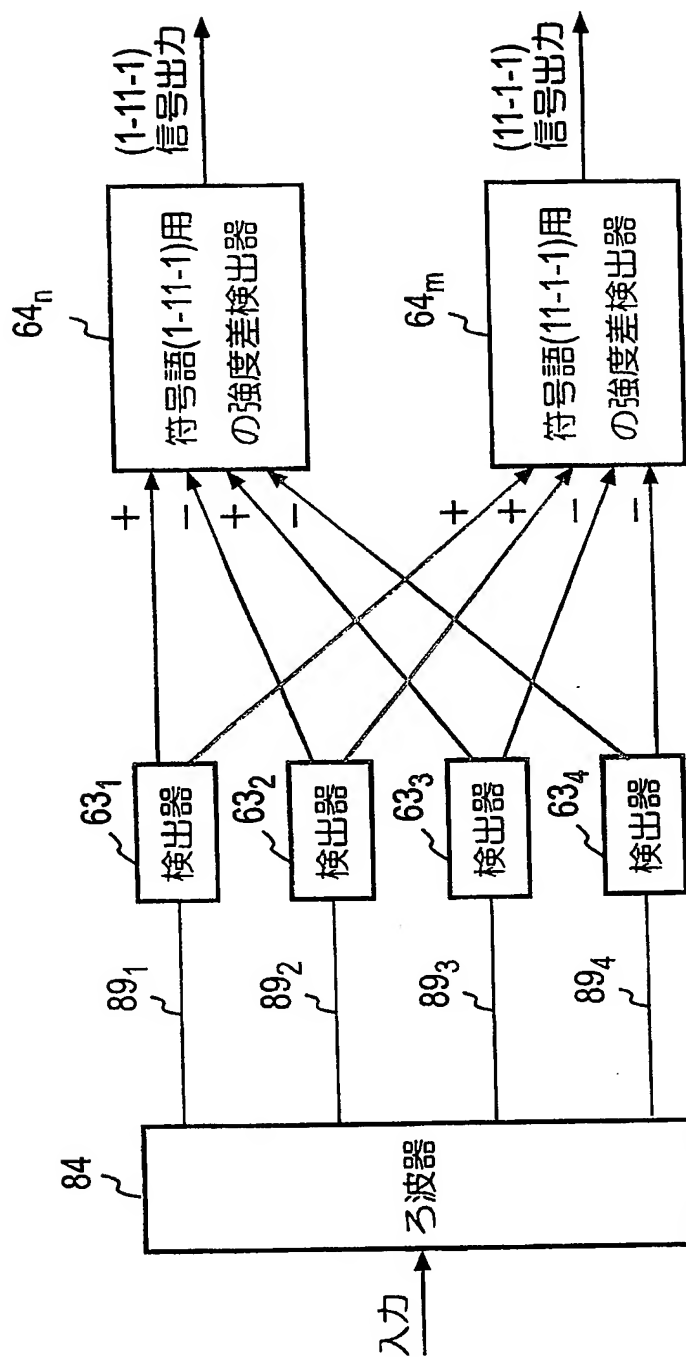 入力
84
ろ波器
89₁
89₂
89₃
89₄
63₁
検出器
63₂
検出器
63₃
検出器
63₄
検出器
+
−
+
−
64ₙ
符号語(1-11-1)用
の強度差検出器
(1-11-1)
信号出力
+
+
−
−
64ₘ
符号語(11-1-1)用
の強度差検出器
(11-1-1)
信号出力